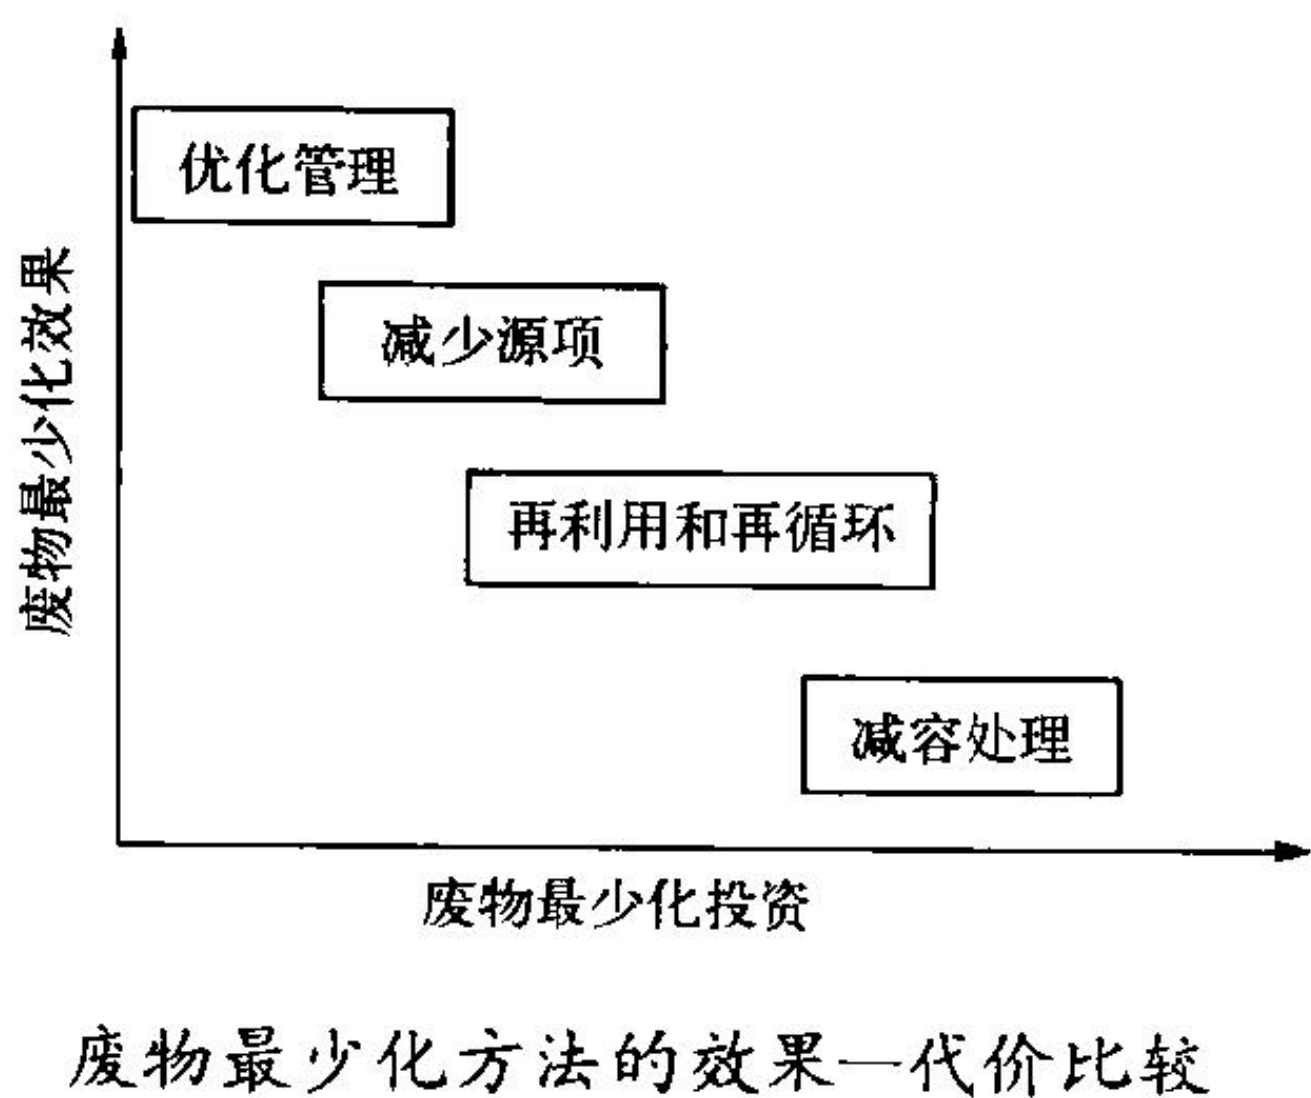 优化管理
减少源项
再利用和再循环
减容处理
废物最少化效果
废物最少化投资
废物最少化方法的效果—代价比较